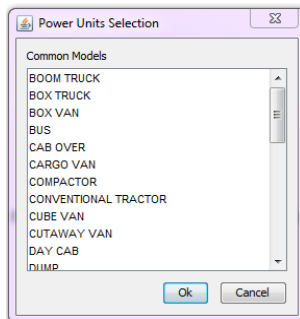 Power Units Selection
Common Models
BOOM TRUCK
BOX TRUCK
BOX VAN
BUS
CAB OVER
CARGO VAN
COMPACTOR
CONVENTIONAL TRACTOR
CUBE VAN
CUTAWAY VAN
DAY CAB
DUMP
Ok Cancel